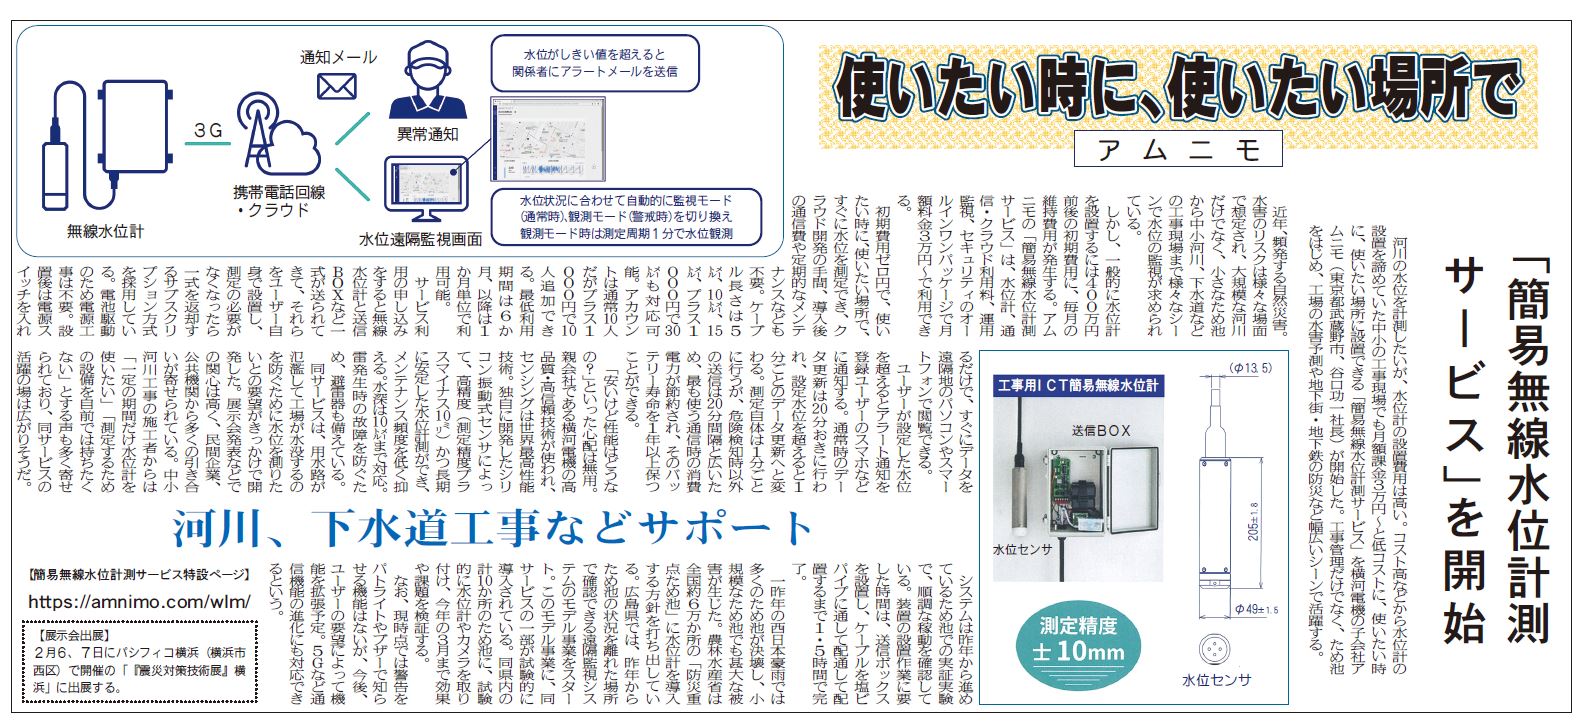 使いたい時に、使いたい場所で
アムニモ
「簡易無線水位計測
サービス」を開始
河川の水位を計測したいが、水位計の設置費用は高い。コスト高などから水位計の
設置を諦めていた中小の工事現場でも月額課金３万円～と低コストに、使いたい時
に、使いたい場所に設置できる「簡易無線水位計測サービス」を横河電機の子会社ア
ムニモ（東京都武蔵野市、谷口功一社長）が開始した。工事管理だけでなく、ため池
をはじめ、工場の水害予測や地下街・地下鉄の防災など幅広いシーンで活躍する。
近年、頻発する自然災害。
水害のリスクは様々な場面
で想定され、大規模な河川
だけでなく、小さなため池
から中小河川、下水道など
の工事現場まで様々なシー
ンで水位の監視が求められ
ている。
しかし、一般的に水位計
を設置するには４００万円
前後の初期費用に、毎月の
維持費用が発生する。アム
ニモの「簡易無線水位計測
サービス」は、水位計、通
信・クラウド利用料、運用
監視、セキュリティのオー
ルインワンパッケージで月
額料金３万円～で利用でき
る。
初期費用ゼロ円で、使い
たい時に、使いたい場所で、
すぐに水位を測定でき、ク
ラウド開発の手間、導入後
の通信費や定期的なメンテ
ナンスなども
不要。ケーブ
ル長さは５
㍍、10㍍、15
㍍、プラス１
０００円で30
㍍も対応可
能。アカウン
トは通常10人
だがプラス１
０００円で10
人追加でき
る。最低利用
期間は６か
月、以降は１
か月単位で利
用可能。
サービス利
用の申し込み
をすると無線
水位計と送信
ＢＯＸなど一
式が送られて
きて、それら
をユーザー自
身で設置し、
測定の必要が
なくなったら
一式を返却す
るサブスクリ
プション方式
を採用してい
る。電池駆動
のため電源工
事は不要。設
置後は電源ス
イッチを入れ
るだけで、すぐにデータを
遠隔地のパソコンやスマー
トフォンで閲覧できる。
ユーザーが設定した水位
を超えるとアラート通知を
登録ユーザーのスマホなど
に通知する。通常時のデー
タ更新は20分おきに行わ
れ、設定水位を超えると１
分ごとのデータ更新へと変
わる。測定自体は１分ごと
に行うが、危険検知時以外
の送信は20分間隔と広いた
め、最も使う通信時の消費
電力が節約され、そのバッ
テリー寿命を１年以上保つ
ことができる。
「安いけど性能はどうな
の？」といった心配は無用。
親会社である横河電機の高
品質・高信頼技術が使われ、
センシングは世界最高性能
技術。独自に開発したシリ
コン振動式センサによっ
て、高精度（測定精度プラ
スマイナス10㍉）かつ長期
に安定した水位計測ができ、
メンテナンス頻度を低く抑
える。水深は10㍍まで対応。
雷発生時の故障を防ぐた
め、避雷器も備えている。
同サービスは、用水路が
氾濫して工場が水没するの
を防ぐために水位を測りた
いとの要望がきっかけで開
発した。展示会発表などで
の関心は高く、民間企業、
公共機関から多くの引き合
いが寄せられている。中小
河川工事の施工者からは
「一定の期間だけ水位計を
使いたい」「測定するため
の設備を自前では持ちたく
ない」とする声も多く寄せ
られており、同サービスの
活躍の場は広がりそうだ。
河川、下水道工事などサポート
システムは昨年から進め
ているため池での実証実験
で、順調な稼動を確認して
いる。装置の設置作業に要
した時間は、送信ボックス
を設置し、ケーブルを塩ビ
パイプに通して配通して配
置するまで１・５時間で完
了。
一昨年の西日本豪雨では
多くのため池が決壊し、小
規模なため池でも甚大な被
害が生じた。農林水産省は
全国約６万か所の「防災重
点ため池」に水位計を導入
する方針を打ち出してい
る。広島県では、昨年から
ため池の状況を離れた場所
で確認できる遠隔監視シス
テムのモデル事業をスター
ト。このモデル事業に、同
サービスの一部が試験的に
導入されている。同県内の
計10か所のため池に、試験
的に水位計やカメラを取り
付け、今年の３月まで効果
や課題を検証する。
なお、現時点では警告を
パトライトやブザーで知ら
せる機能はないが、今後、
ユーザーの要望によって機
能を拡張予定。５Ｇなど通
信機能の進化にも対応でき
るという。
無線水位計
３Ｇ
携帯電話回線
・クラウド
通知メール
異常通知
水位遠隔監視画面
水位がしきい値を超えると
関係者にアラートメールを送信
水位状況に合わせて自動的に監視モード
（通常時）、観測モード（警戒時）を切り換え
観測モード時は測定周期１分で水位観測
工事用ＩＣＴ簡易無線水位計
送信ＢＯＸ
水位センサ
（φ13.5）
205±1.8
φ49±1.5
水位センサ
測定精度
±10mm
【簡易無線水位計測サービス特設ページ】
https://amnimo.com/wlm/
【展示会出展】
２月６、７日にパシフィコ横浜（横浜市
西区）で開催の「『震災対策技術展』横
浜」に出展する。